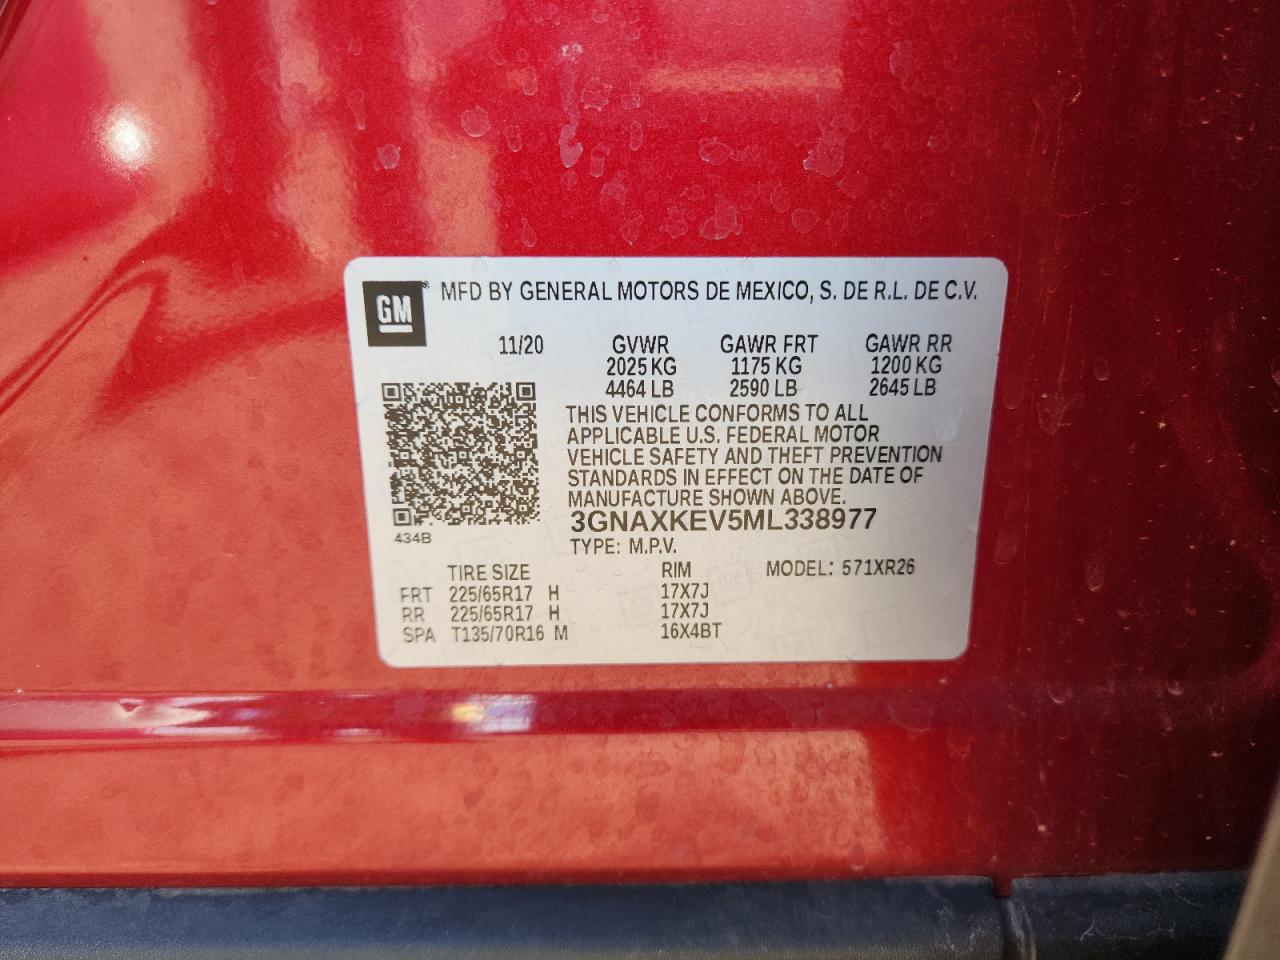 GM® MFD BY GENERAL MOTORS DE MEXICO, S. DE R.L. DE C.V.
11/20 GVWR GAWR FRT GAWR RR
2025 KG 1175 KG 1200 KG
4464 LB 2590 LB 2645 LB
THIS VEHICLE CONFORMS TO ALL
APPLICABLE U.S. FEDERAL MOTOR
VEHICLE SAFETY AND THEFT PREVENTION
STANDARDS IN EFFECT ON THE DATE OF
MANUFACTURE SHOWN ABOVE.
3GNAXKEV5ML338977
434B
TYPE: M.P.V.
TIRE SIZE RIM MODEL: 571XR26
FRT 225/65R17 H 17X7J
RR 225/65R17 H 17X7J
SPA T135/70R16 M 16X4BT